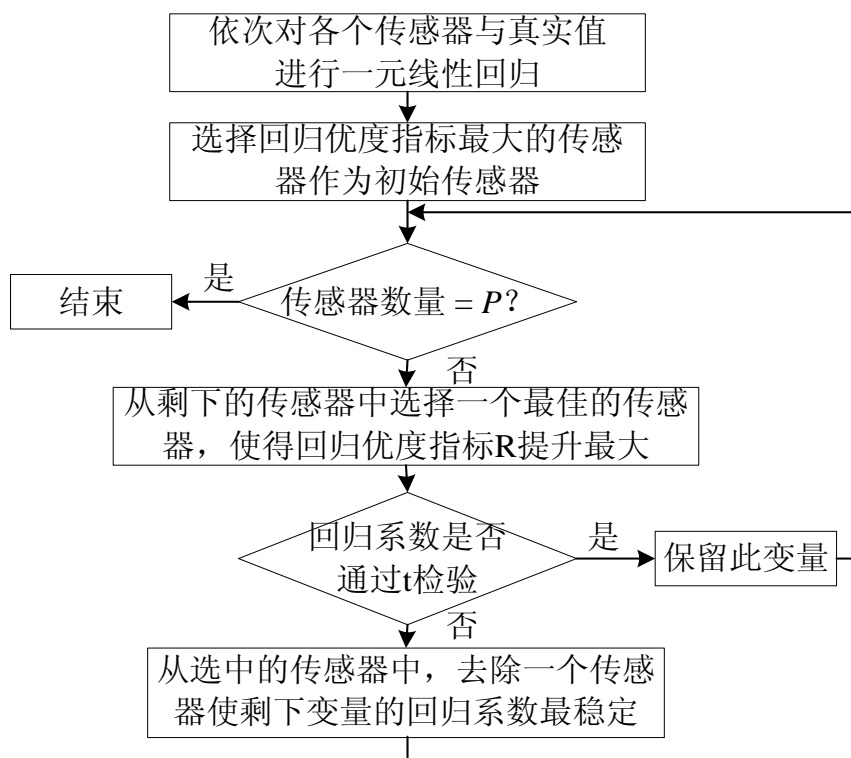 依次对各个传感器与真实值
进行一元线性回归
选择回归优度指标最大的传感
器作为初始传感器
是
结束
传感器数量 = P？
否
从剩下的传感器中选择一个最佳的传感
器，使得回归优度指标R提升最大
回归系数是否
通过t检验
是
保留此变量
否
从选中的传感器中，去除一个传感
器使剩下变量的回归系数最稳定